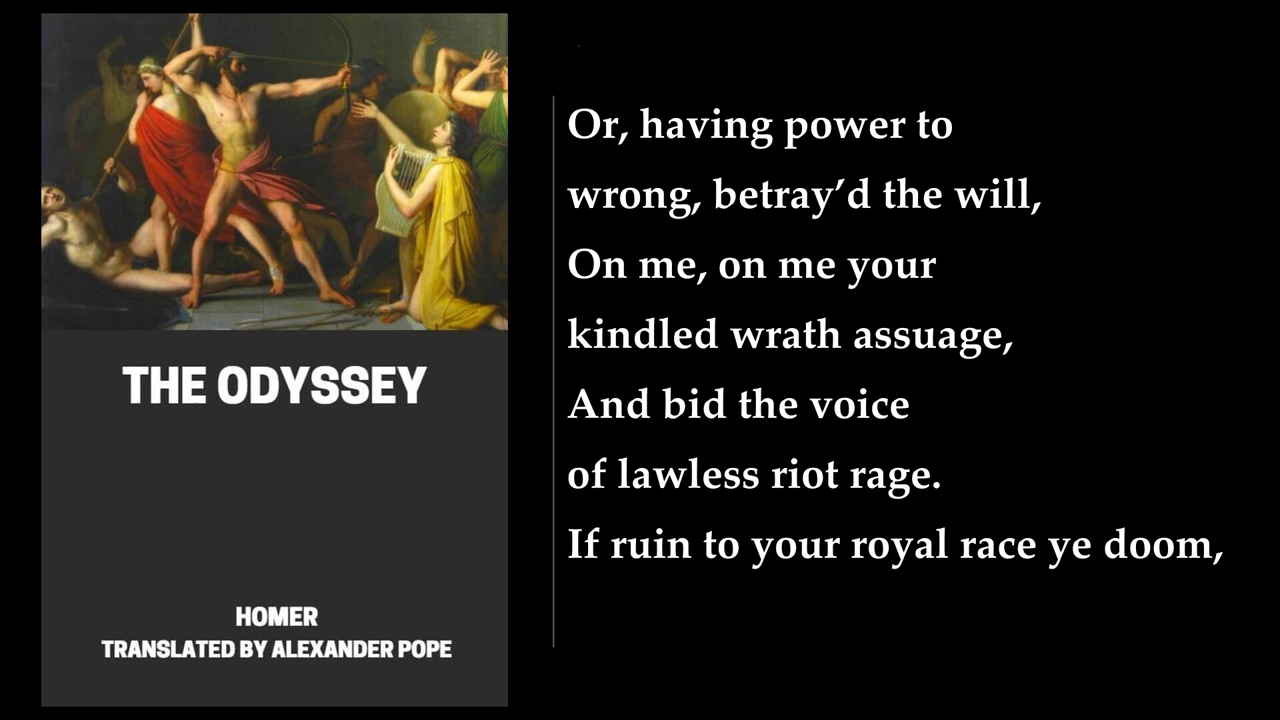 THE ODYSSEY
HOMER
TRANSLATED BY ALEXANDER POPE
Or, having power to
wrong, betray’d the will,
On me, on me your
kindled wrath assuage,
And bid the voice
of lawless riot rage.
If ruin to your royal race ye doom,